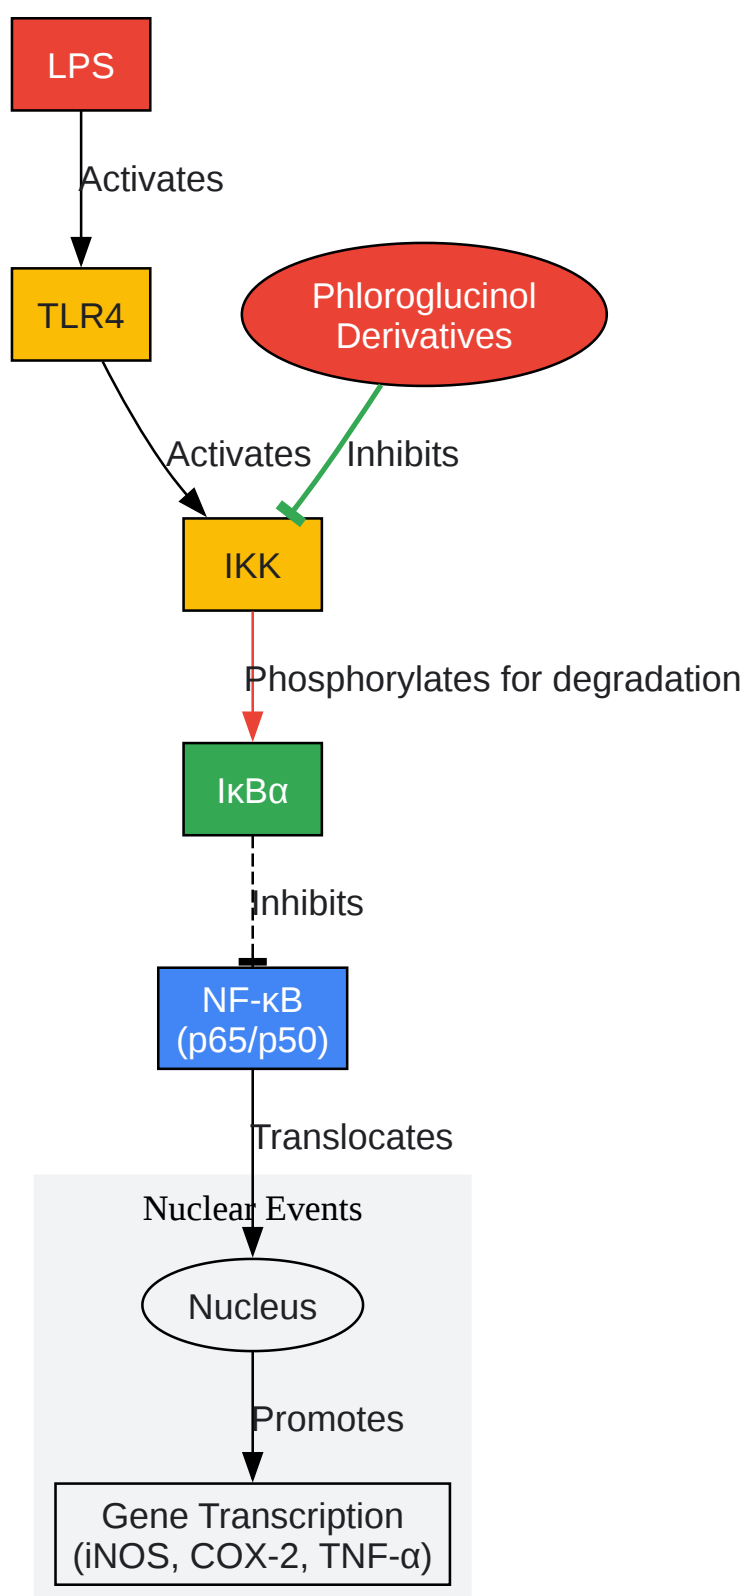 LPS
Activates
TLR4
Phloroglucinol
Derivatives
Activates
Inhibits
IKK
Phosphorylates for degradation
IκBα
Inhibits
NF-κB
(p65/p50)
Translocates
Nuclear Events
Nucleus
Promotes
Gene Transcription
(iNOS, COX-2, TNF-α)